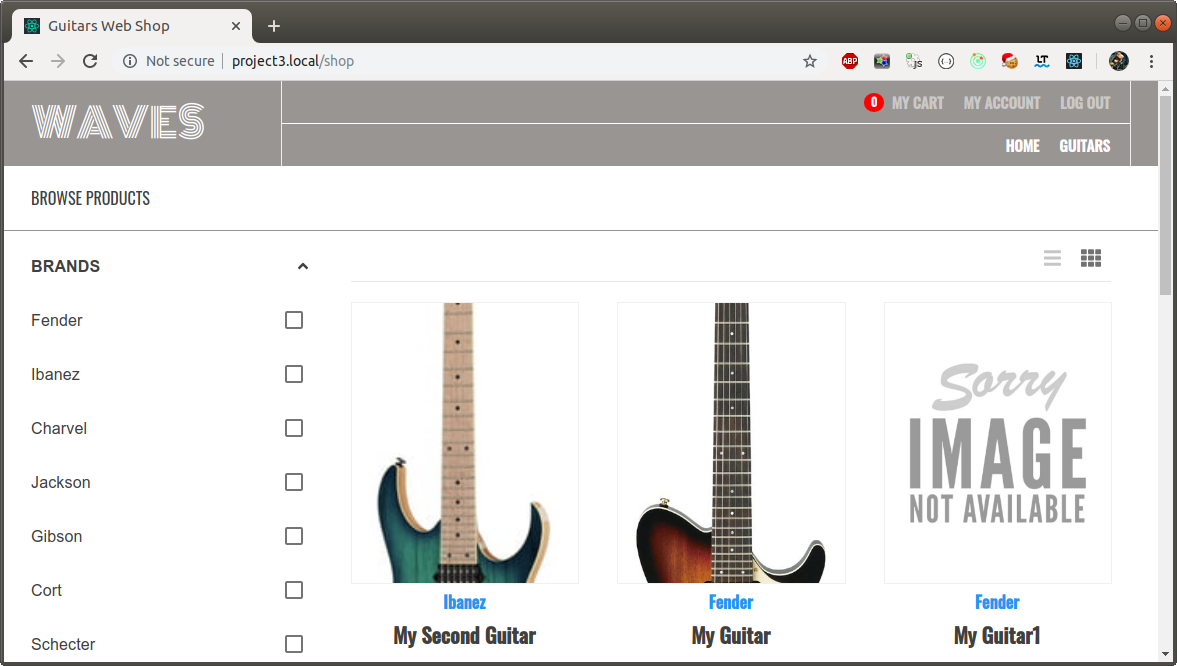 Guitars Web Shop
Not secure project3.local/shop
ABP JS LT
WAVES
0 MY CART MY ACCOUNT LOG OUT
HOME GUITARS
BROWSE PRODUCTS
BRANDS
Fender
Ibanez
Charvel
Jackson
Gibson
Cort
Schecter
Sorry
IMAGE
NOT AVAILABLE
Ibanez
My Second Guitar
Fender
My Guitar
Fender
My Guitar1